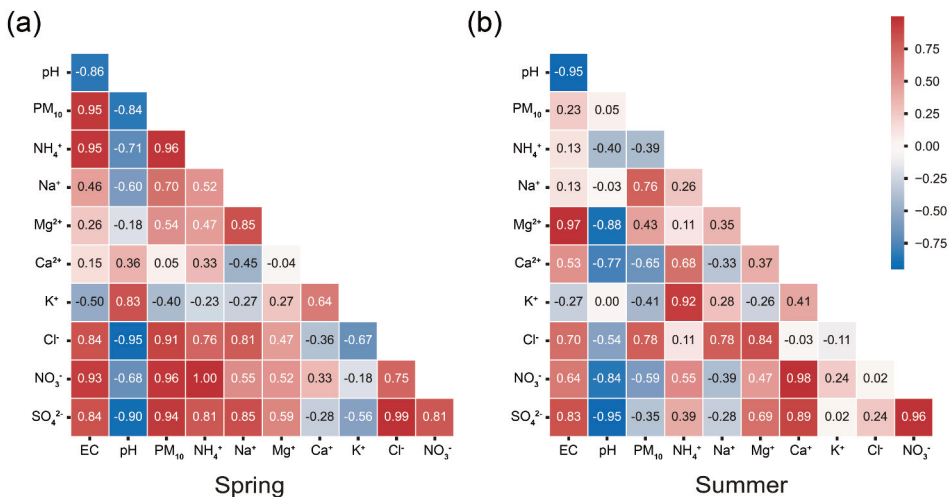 (a)
pH -0.86
PM₁₀ 0.95 -0.84
NH₄⁺ 0.95 -0.71 0.96
Na⁺ 0.46 -0.60 0.70 0.52
Mg²⁺ 0.26 -0.18 0.54 0.47 0.85
Ca²⁺ 0.15 0.36 0.05 0.33 -0.45 -0.04
K⁺ -0.50 0.83 -0.40 -0.23 -0.27 0.27 0.64
Cl⁻ 0.84 -0.95 0.91 0.76 0.81 0.47 -0.36 -0.67
NO₃⁻ 0.93 -0.68 0.96 1.00 0.55 0.52 0.33 -0.18 0.75
SO₄²⁻ 0.84 -0.90 0.94 0.81 0.85 0.59 -0.28 -0.56 0.99 0.81
EC pH PM₁₀ NH₄⁺ Na⁺ Mg⁺ Ca⁺ K⁺ Cl⁻ NO₃⁻
Spring
(b)
pH -0.95
PM₁₀ 0.23 0.05
NH₄⁺ 0.13 -0.40 -0.39
Na⁺ 0.13 -0.03 0.76 0.26
Mg²⁺ 0.97 -0.88 0.43 0.11 0.35
Ca²⁺ 0.53 -0.77 -0.65 0.68 -0.33 0.37
K⁺ -0.27 0.00 -0.41 0.92 0.28 -0.26 0.41
Cl⁻ 0.70 -0.54 0.78 0.11 0.78 0.84 -0.03 -0.11
NO₃⁻ 0.64 -0.84 -0.59 0.55 -0.39 0.47 0.98 0.24 0.02
SO₄²⁻ 0.83 -0.95 -0.35 0.39 -0.28 0.69 0.89 0.02 0.24 0.96
EC pH PM₁₀ NH₄⁺ Na⁺ Mg⁺ Ca⁺ K⁺ Cl⁻ NO₃⁻
Summer
0.75
0.50
0.25
0.00
-0.25
-0.50
-0.75